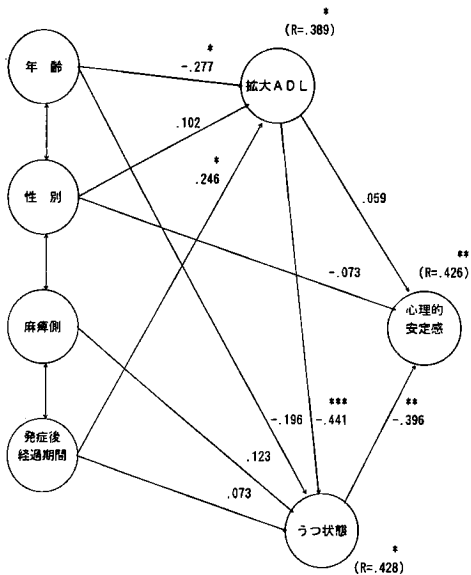 *
(R=.389)
年 齢
*
-.277
拡大ADL
.102
*
.246
性 別
.059
-.073
**
(R=.426)
心理的
安定感
麻痺側
発症後
経過期間
-.196
***
-.441
**
-.396
.123
.073
うつ状態
*
(R=.428)